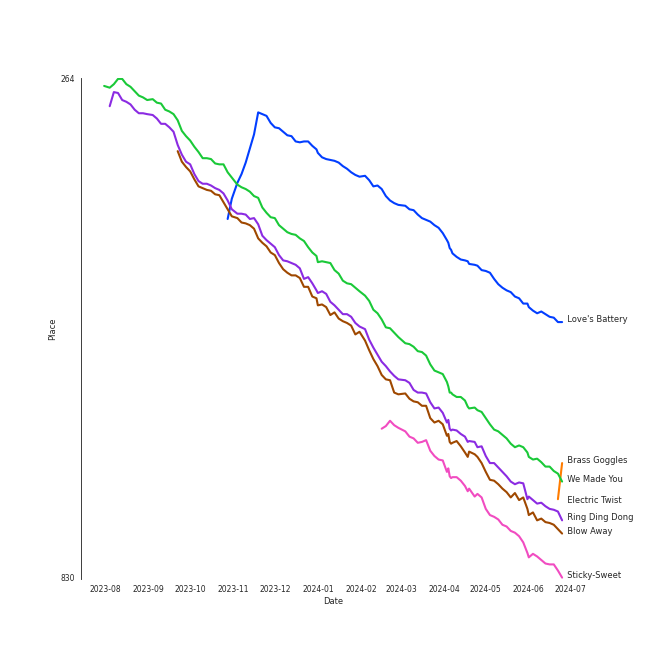 264
Place
830
Love's Battery
Brass Goggles
We Made You
Electric Twist
Ring Ding Dong
Blow Away
Sticky-Sweet
2023-08 2023-09 2023-10 2023-11 2023-12 2024-01 2024-02 2024-03 2024-04 2024-05 2024-06 2024-07
Date